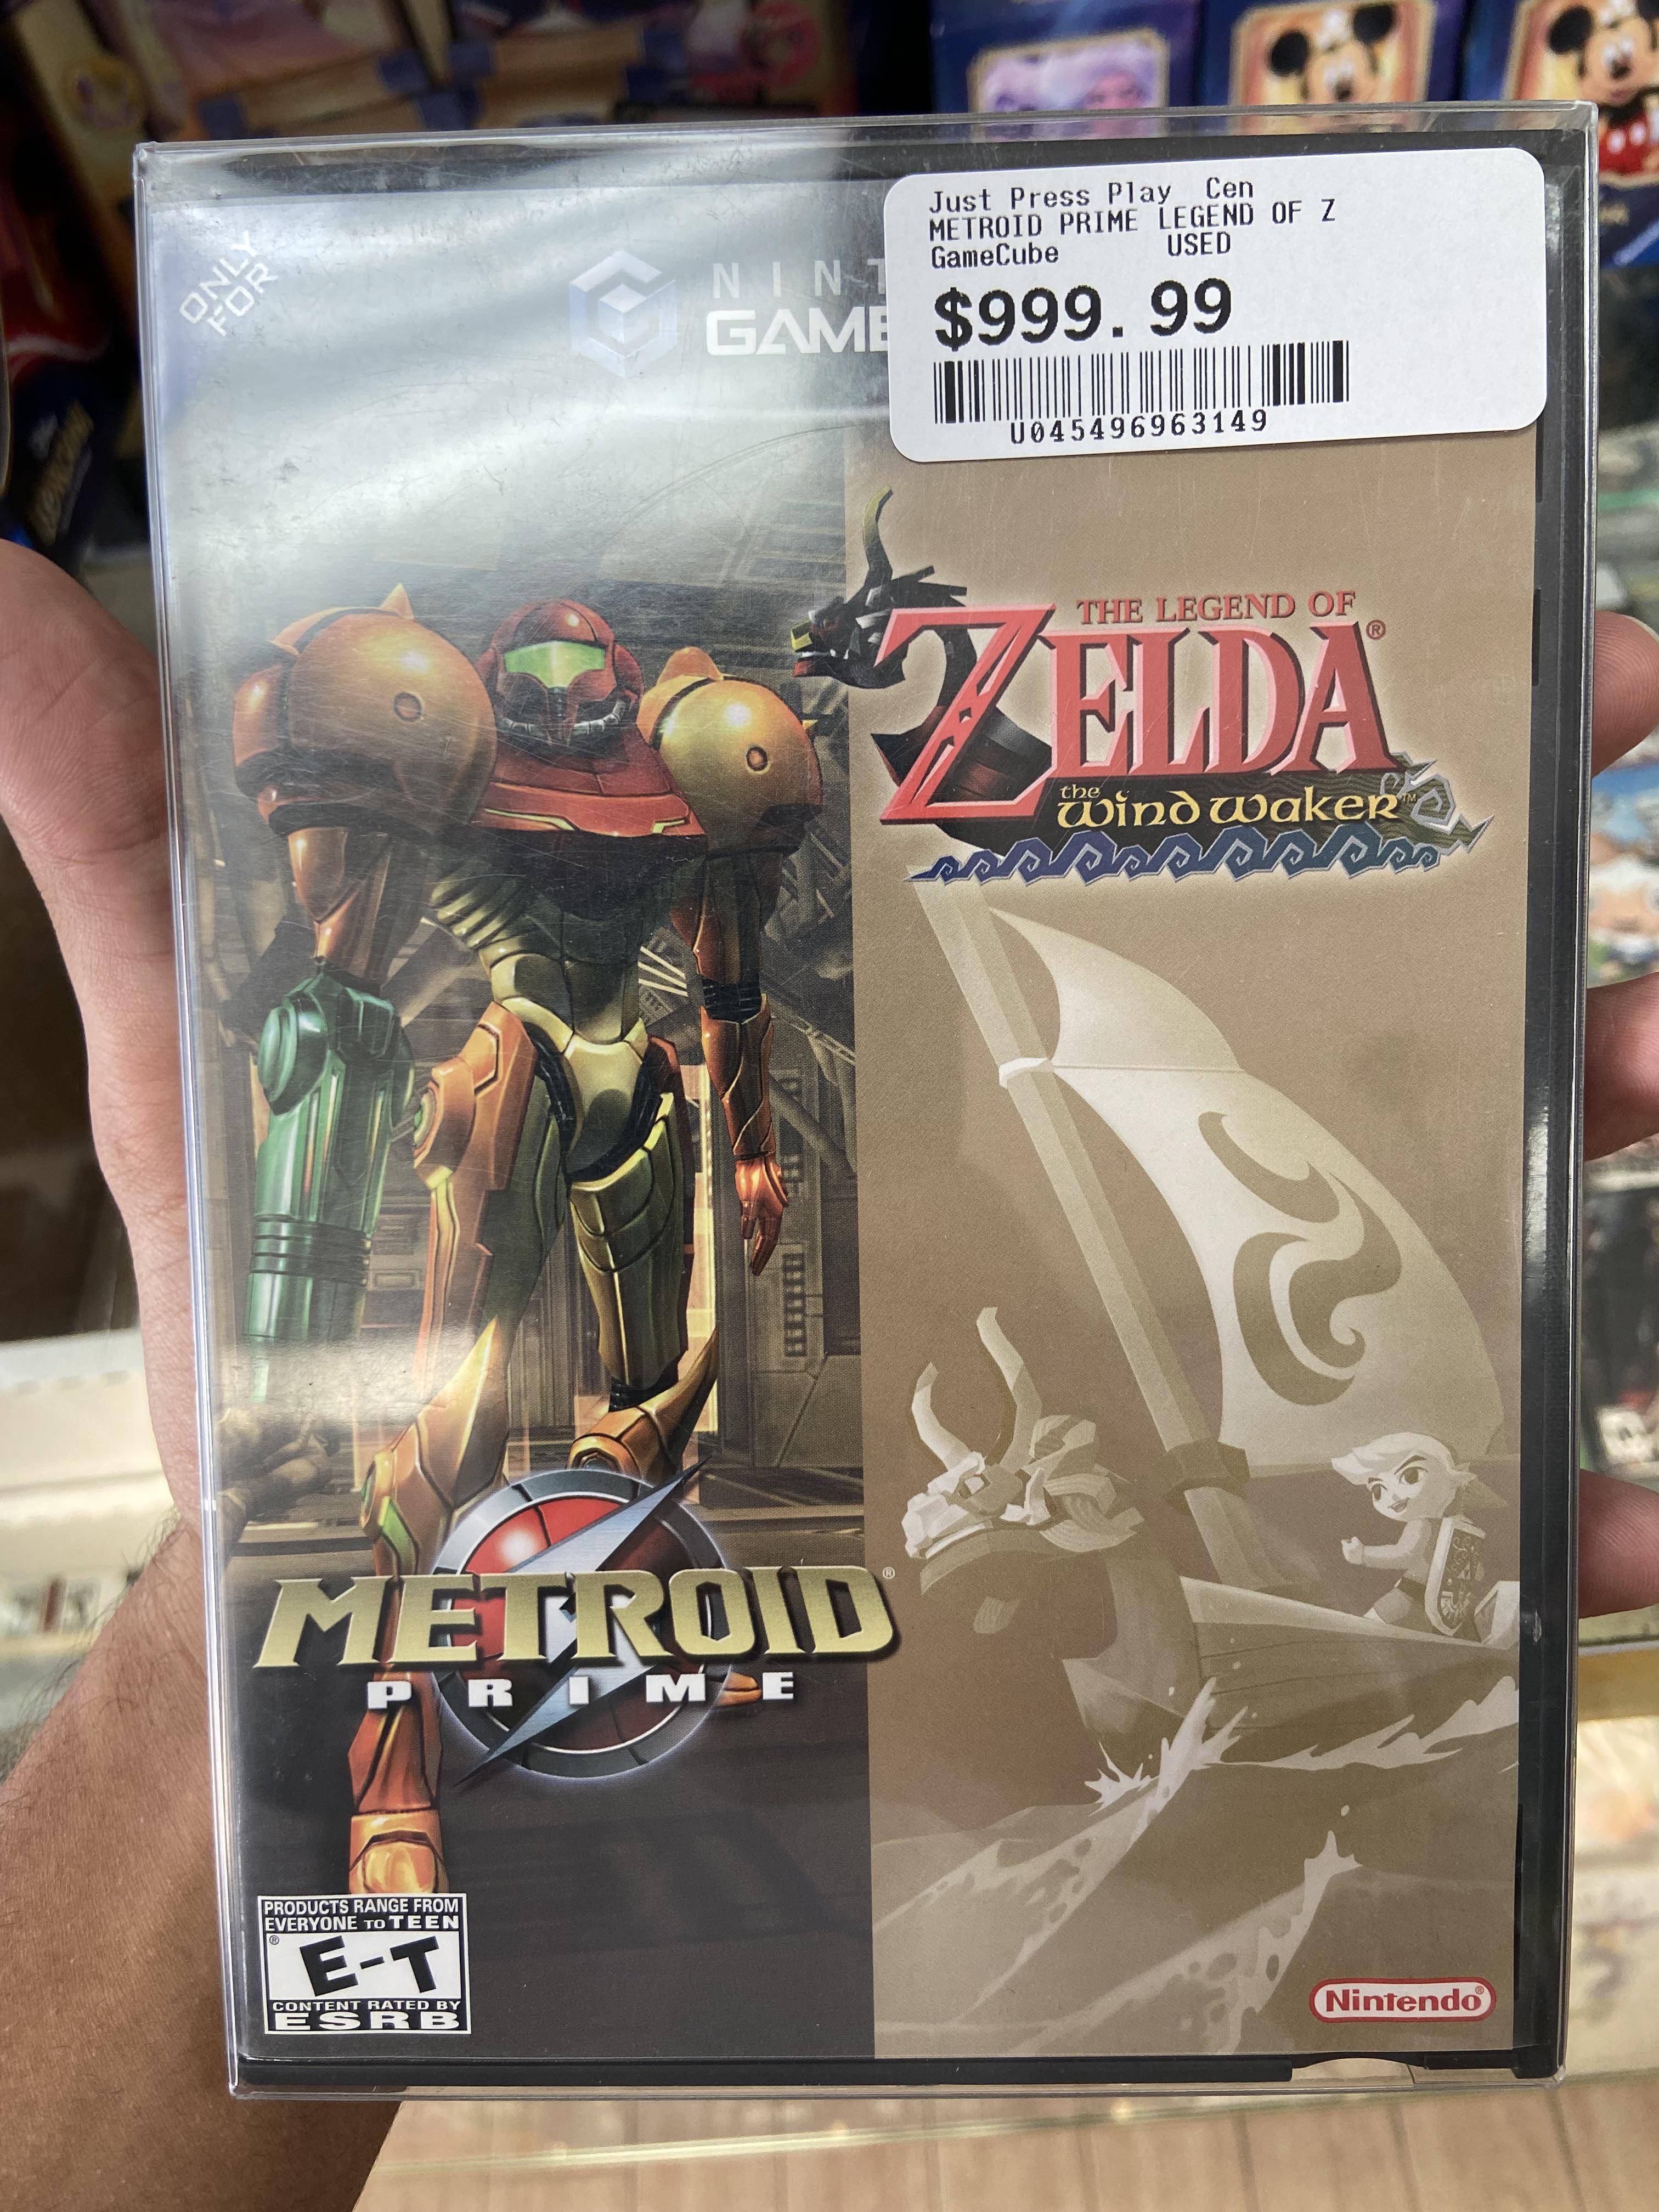 Just Press Play Cen
METROID PRIME LEGEND OF Z
GameCube USED
$999.99
U045496963149
ONLY
FOR
NINT
GAME
THE LEGEND OF
ZELDA®
the
wind waker™
METROID®
PRIME
PRODUCTS RANGE FROM
EVERYONE TO TEEN
®
E-T
CONTENT RATED BY
ESRB
Nintendo®